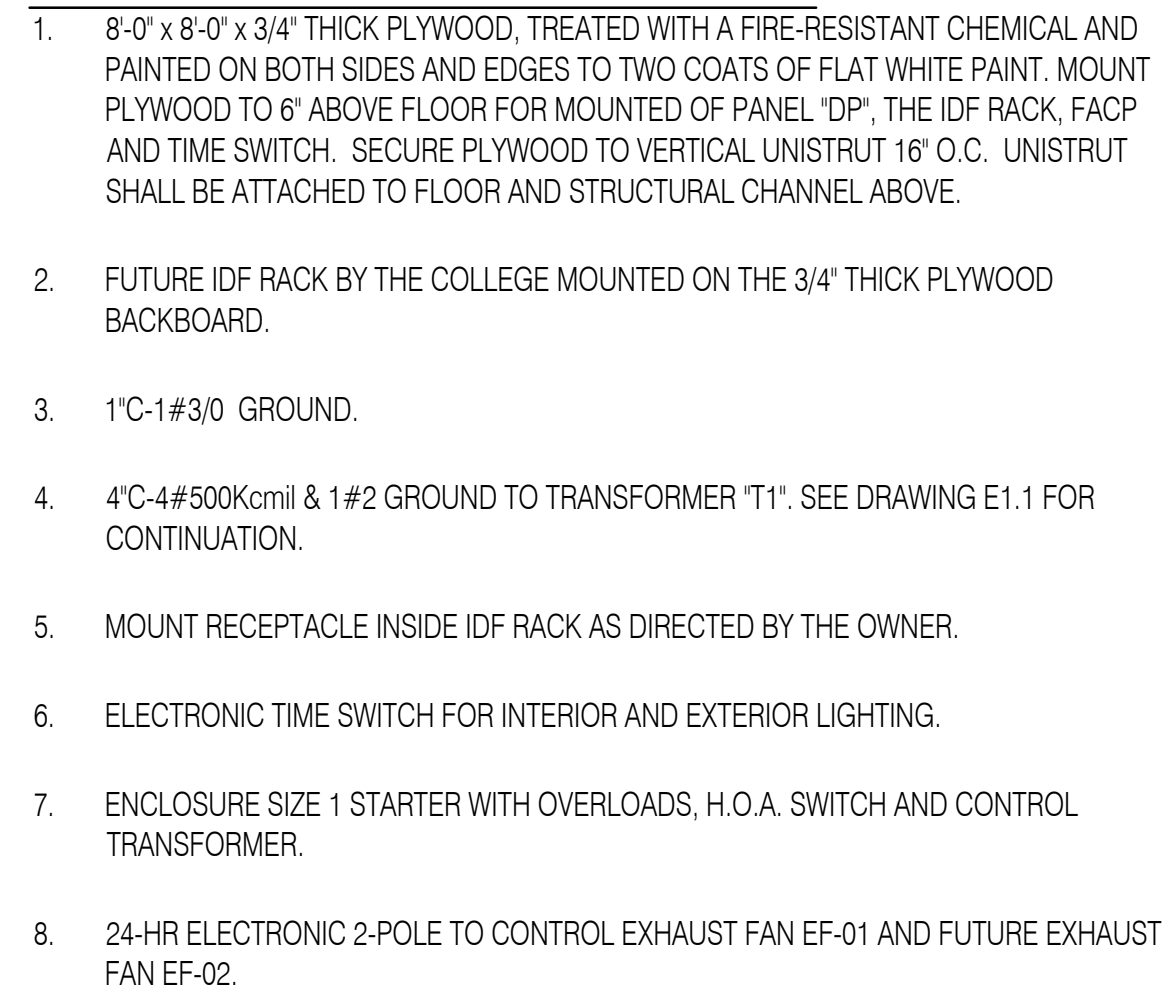 1. 8'-0" x 8'-0" x 3/4" THICK PLYWOOD, TREATED WITH A FIRE-RESISTANT CHEMICAL AND
PAINTED ON BOTH SIDES AND EDGES TO TWO COATS OF FLAT WHITE PAINT. MOUNT
PLYWOOD TO 6" ABOVE FLOOR FOR MOUNTED OF PANEL "DP", THE IDF RACK, FACP
AND TIME SWITCH. SECURE PLYWOOD TO VERTICAL UNISTRUT 16" O.C. UNISTRUT
SHALL BE ATTACHED TO FLOOR AND STRUCTURAL CHANNEL ABOVE.
2. FUTURE IDF RACK BY THE COLLEGE MOUNTED ON THE 3/4" THICK PLYWOOD
BACKBOARD.
3. 1"C-1#3/0 GROUND.
4. 4"C-4#500Kcmil & 1#2 GROUND TO TRANSFORMER "T1". SEE DRAWING E1.1 FOR
CONTINUATION.
5. MOUNT RECEPTACLE INSIDE IDF RACK AS DIRECTED BY THE OWNER.
6. ELECTRONIC TIME SWITCH FOR INTERIOR AND EXTERIOR LIGHTING.
7. ENCLOSURE SIZE 1 STARTER WITH OVERLOADS, H.O.A. SWITCH AND CONTROL
TRANSFORMER.
8. 24-HR ELECTRONIC 2-POLE TO CONTROL EXHAUST FAN EF-01 AND FUTURE EXHAUST
FAN EF-02.